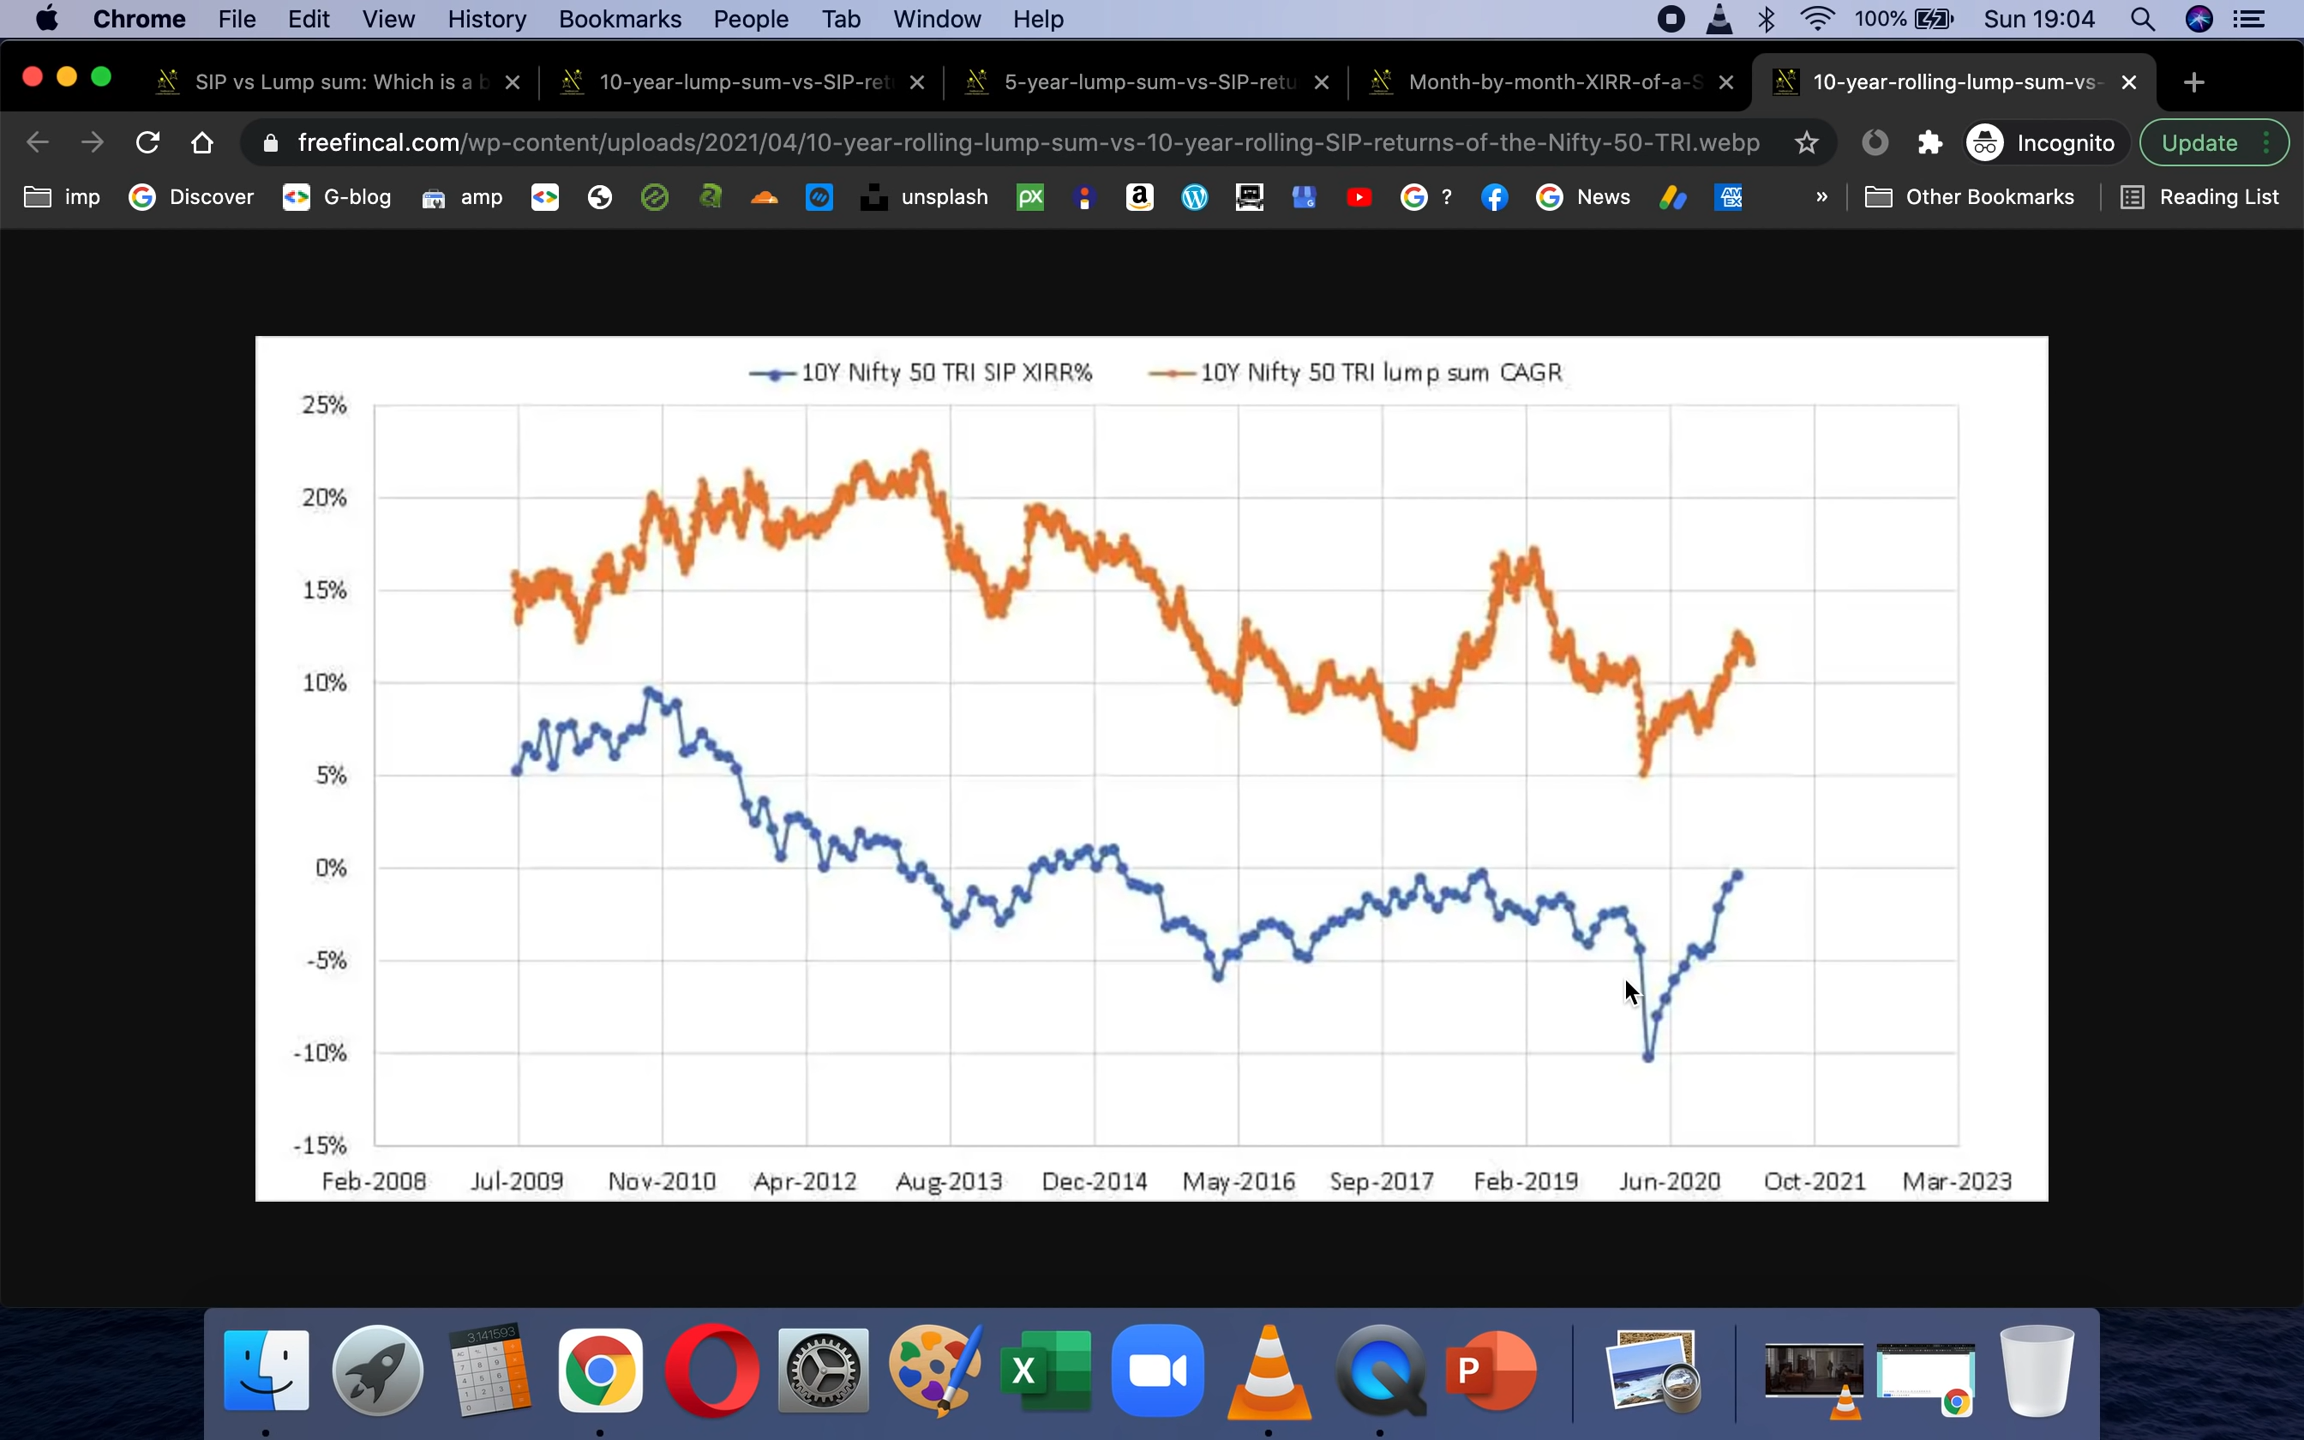 Chrome File Edit View History Bookmarks People Tab Window Help 100% Sun 19:04
SIP vs Lump sum: Which is a b 10-year-lump-sum-vs-SIP-ret 5-year-lump-sum-vs-SIP-retu Month-by-month-XIRR-of-a-S 10-year-rolling-lump-sum-vs-
freefincal.com/wp-content/uploads/2021/04/10-year-rolling-lump-sum-vs-10-year-rolling-SIP-returns-of-the-Nifty-50-TRI.webp Incognito Update
imp Discover G-blog amp unsplash px ? News AM EX » Other Bookmarks Reading List
10Y Nifty 50 TRI SIP XIRR% 10Y Nifty 50 TRI lump sum CAGR
25%
20%
15%
10%
5%
0%
-5%
-10%
-15%
Feb-2008 Jul-2009 Nov-2010 Apr-2012 Aug-2013 Dec-2014 May-2016 Sep-2017 Feb-2019 Jun-2020 Oct-2021 Mar-2023
3.141593
X P